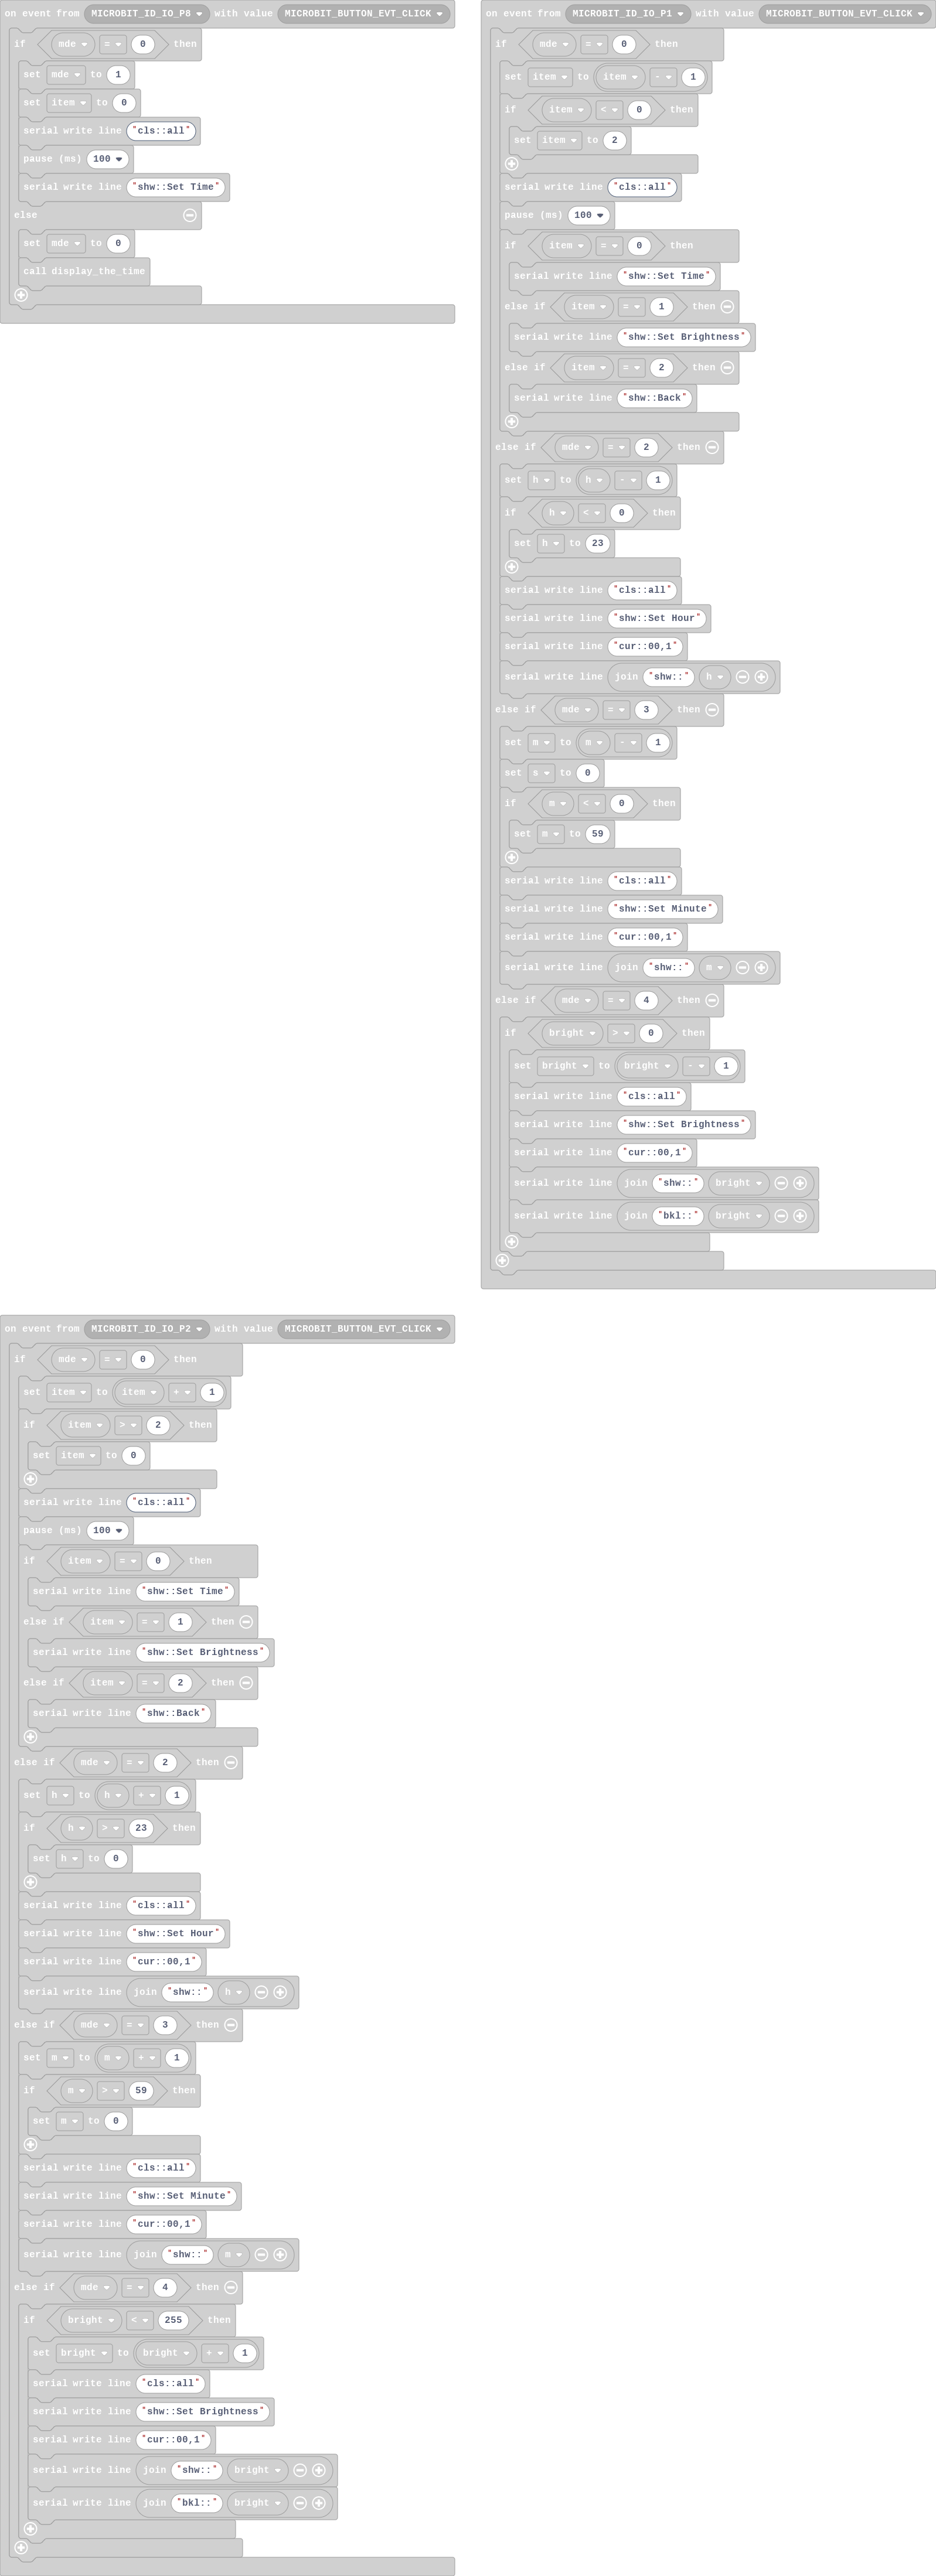 on event from MICROBIT_ID_IO_P8 with value MICROBIT_BUTTON_EVT_CLICK
if mde = 0 then
set mde to 1
set item to 0
serial write line "cls::all"
pause (ms) 100
serial write line "shw::Set Time"
else
set mde to 0
call display_the_time
on event from MICROBIT_ID_IO_P1 with value MICROBIT_BUTTON_EVT_CLICK
if mde = 0 then
set item to item - 1
if item < 0 then
set item to 2
serial write line "cls::all"
pause (ms) 100
if item = 0 then
serial write line "shw::Set Time"
else if item = 1 then
serial write line "shw::Set Brightness"
else if item = 2 then
serial write line "shw::Back"
else if mde = 2 then
set h to h - 1
if h < 0 then
set h to 23
serial write line "cls::all"
serial write line "shw::Set Hour"
serial write line "cur::00,1"
serial write line join "shw::" h
else if mde = 3 then
set m to m - 1
set s to 0
if m < 0 then
set m to 59
serial write line "cls::all"
serial write line "shw::Set Minute"
serial write line "cur::00,1"
serial write line join "shw::" m
else if mde = 4 then
if bright > 0 then
set bright to bright - 1
serial write line "cls::all"
serial write line "shw::Set Brightness"
serial write line "cur::00,1"
serial write line join "shw::" bright
serial write line join "bkl::" bright
on event from MICROBIT_ID_IO_P2 with value MICROBIT_BUTTON_EVT_CLICK
if mde = 0 then
set item to item + 1
if item > 2 then
set item to 0
serial write line "cls::all"
pause (ms) 100
if item = 0 then
serial write line "shw::Set Time"
else if item = 1 then
serial write line "shw::Set Brightness"
else if item = 2 then
serial write line "shw::Back"
else if mde = 2 then
set h to h + 1
if h > 23 then
set h to 0
serial write line "cls::all"
serial write line "shw::Set Hour"
serial write line "cur::00,1"
serial write line join "shw::" h
else if mde = 3 then
set m to m + 1
if m > 59 then
set m to 0
serial write line "cls::all"
serial write line "shw::Set Minute"
serial write line "cur::00,1"
serial write line join "shw::" m
else if mde = 4 then
if bright < 255 then
set bright to bright + 1
serial write line "cls::all"
serial write line "shw::Set Brightness"
serial write line "cur::00,1"
serial write line join "shw::" bright
serial write line join "bkl::" bright